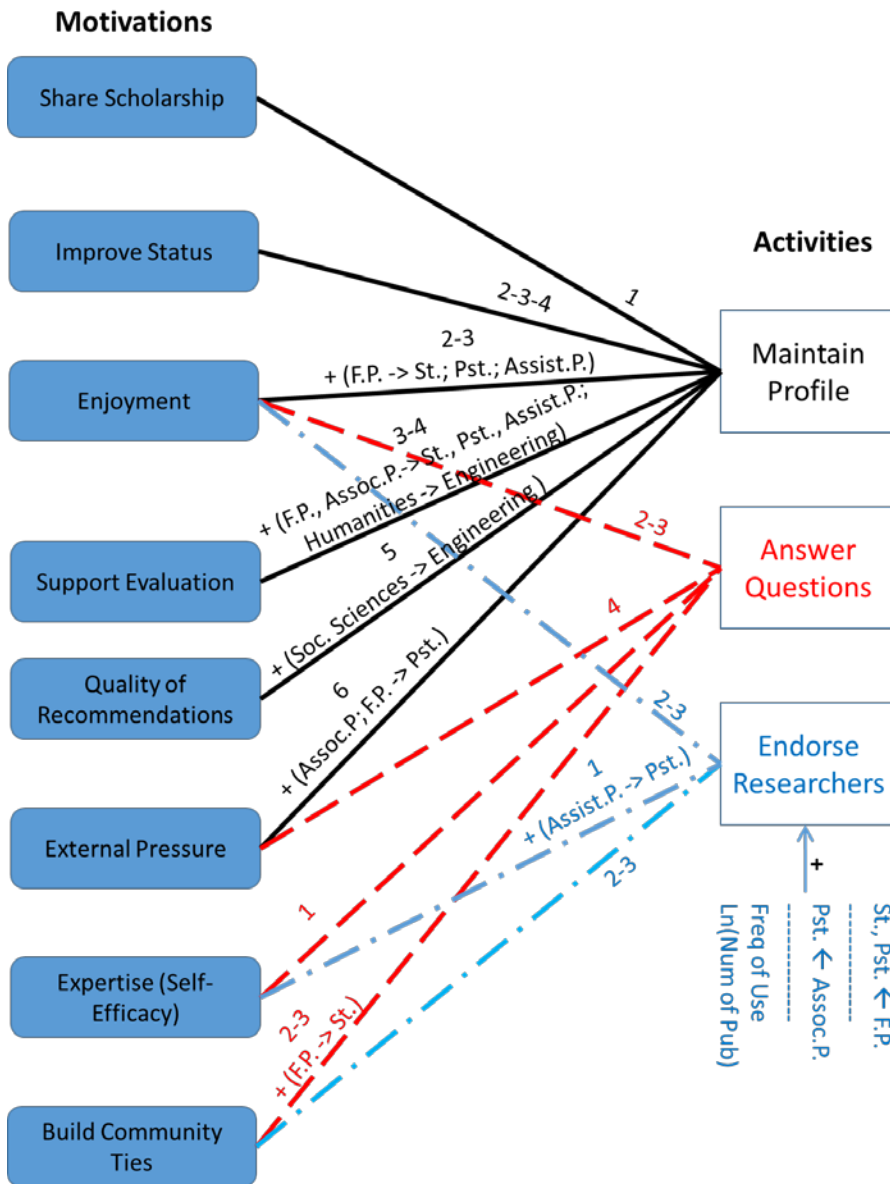 Motivations
Share Scholarship
Improve Status
Activities
2-3-4
1
2-3
+ (F.P. -> St.; Pst.; Assist.P.)
Maintain
Profile
Enjoyment
3-4
+ (F.P., Assoc.P.-> St., Pst., Assist.P.;
Humanities -> Engineering)
2-3
Answer
Questions
Support Evaluation
5
+ (Soc. Sciences -> Engineering)
4
Quality of
Recommendations
6
+ (Assoc.P; F.P. -> Pst.)
2-3
Endorse
Researchers
1
+ (Assist.P. -> Pst.)
External Pressure
2-3
+
1
St., Pst. ← F.P.
Pst. ← Assoc.P.
Freq of Use
Ln(Num of Pub)
Expertise (Self-
Efficacy)
2-3
+ (F.P. -> St.)
Build Community
Ties